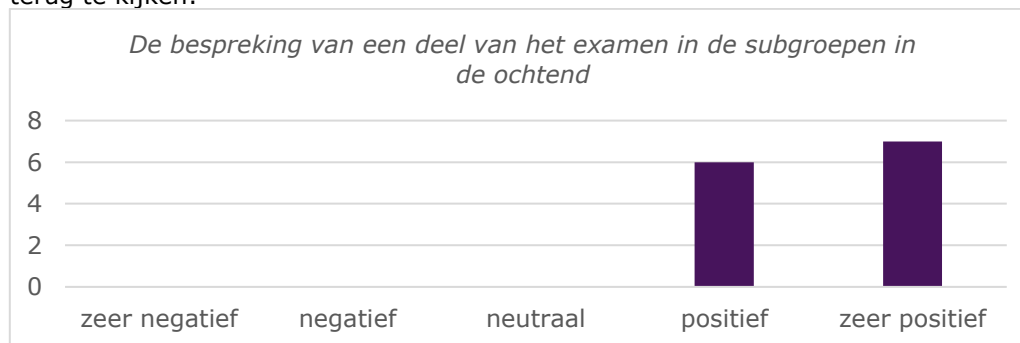 terug te kijken.
De bespreking van een deel van het examen in de subgroepen in
de ochtend
8
6
4
2
0
zeer negatief negatief neutraal positief zeer positief